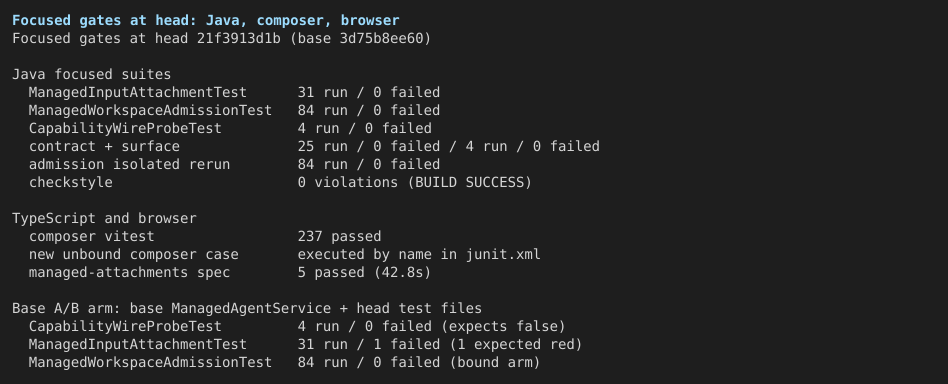 Focused gates at head: Java, composer, browser
Focused gates at head 21f3913d1b (base 3d75b8ee60)
Java focused suites
ManagedInputAttachmentTest 31 run / 0 failed
ManagedWorkspaceAdmissionTest 84 run / 0 failed
CapabilityWireProbeTest 4 run / 0 failed
contract + surface 25 run / 0 failed / 4 run / 0 failed
admission isolated rerun 84 run / 0 failed
checkstyle 0 violations (BUILD SUCCESS)
TypeScript and browser
composer vitest 237 passed
new unbound composer case executed by name in junit.xml
managed-attachments spec 5 passed (42.8s)
Base A/B arm: base ManagedAgentService + head test files
CapabilityWireProbeTest 4 run / 0 failed (expects false)
ManagedInputAttachmentTest 31 run / 1 failed (1 expected red)
ManagedWorkspaceAdmissionTest 84 run / 0 failed (bound arm)